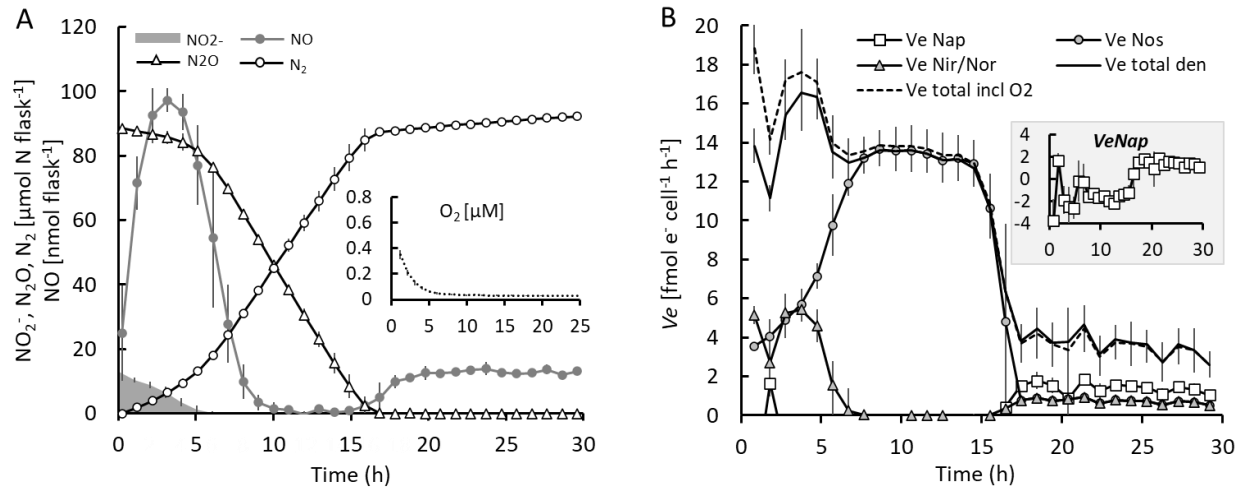 A
NO2-
NO
N2O
N₂
NO₂⁻, N₂O, N₂ [µmol N flask⁻¹]
NO [nmol flask⁻¹]
120
100
80
60
40
20
0
0 5 10 15 20 25 30
Time (h)
O₂ [µM]
0.8
0.6
0.4
0.2
0
0 5 10 15 20 25
B
Ve Nap
Ve Nos
Ve Nir/Nor
Ve total den
Ve total incl O2
Ve [fmol e⁻ cell⁻¹ h⁻¹]
20
18
16
14
12
10
8
6
4
2
0
0 5 10 15 20 25 30
Time (h)
VeNap
4
2
0
-2
-4
0 10 20 30